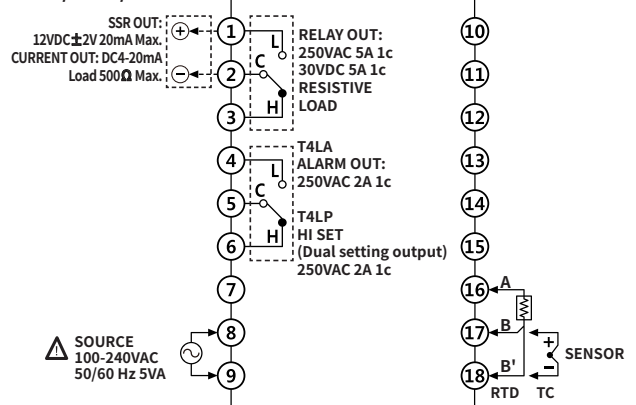 SSR OUT:
12VDC±2V 20mA Max.
CURRENT OUT: DC4-20mA
Load 500Ω Max.
+
−
1
2
3
L
C
H
RELAY OUT:
250VAC 5A 1c
30VDC 5A 1c
RESISTIVE
LOAD
4
5
6
L
C
H
T4LA
ALARM OUT:
250VAC 2A 1c
T4LP
HI SET
(Dual setting output)
250VAC 2A 1c
7
8
9
SOURCE
100-240VAC
50/60 Hz 5VA
10
11
12
13
14
15
16
17
18
A
B
B'
+
−
SENSOR
RTD TC